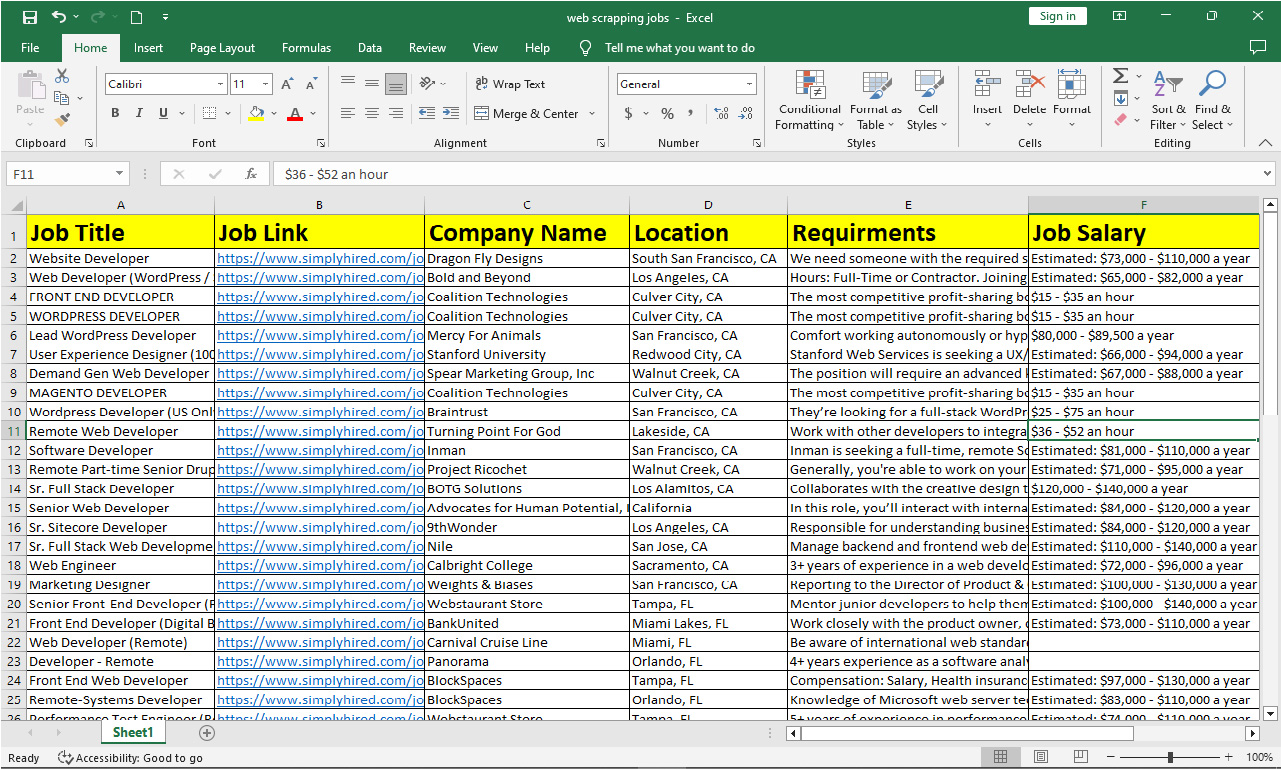 web scrapping jobs - Excel
Sign in
File Home Insert Page Layout Formulas Data Review View Help Tell me what you want to do
Paste
Clipboard
Calibri 11
B I U
Font
Wrap Text
Merge & Center
Alignment
General
$ % ,
Number
Conditional Formatting
Format as Table
Cell Styles
Styles
Insert Delete Format
Cells
Sort & Filter
Find & Select
Editing
F11 fx $36 - $52 an hour
A B C D E F
1 Job Title Job Link Company Name Location Requirments Job Salary
2 Website Developer https://www.simplyhired.com/jo Dragon Fly Designs South San Francisco, CA We need someone with the required s Estimated: $73,000 - $110,000 a year
3 Web Developer (WordPress / https://www.simplyhired.com/jo Bold and Beyond Los Angeles, CA Hours: Full-Time or Contractor. Joining Estimated: $65,000 - $82,000 a year
4 FRONT END DEVELOPER https://www.simplyhired.com/jo Coalition Technologies Culver City, CA The most competitive profit-sharing bo $15 - $35 an hour
5 WORDPRESS DEVELOPER https://www.simplyhired.com/jo Coalition Technologies Culver City, CA The most competitive profit-sharing bo $15 - $35 an hour
6 Lead WordPress Developer https://www.simplyhired.com/jo Mercy For Animals San Francisco, CA Comfort working autonomously or hyp $80,000 - $89,500 a year
7 User Experience Designer (100 https://www.simplyhired.com/jo Stanford University Redwood City, CA Stanford Web Services is seeking a UX/ Estimated: $66,000 - $94,000 a year
8 Demand Gen Web Developer https://www.simplyhired.com/jo Spear Marketing Group, Inc Walnut Creek, CA The position will require an advanced Estimated: $67,000 - $88,000 a year
9 MAGENTO DEVELOPER https://www.simplyhired.com/jo Coalition Technologies Culver City, CA The most competitive profit-sharing bo $15 - $35 an hour
10 Wordpress Developer (US Onl https://www.simplyhired.com/jo Braintrust San Francisco, CA They’re looking for a full-stack WordPr $25 - $75 an hour
11 Remote Web Developer https://www.simplyhired.com/jo Turning Point For God Lakeside, CA Work with other developers to integra $36 - $52 an hour
12 Software Developer https://www.simplyhired.com/jo Inman San Francisco, CA Inman is seeking a full-time, remote So Estimated: $81,000 - $110,000 a year
13 Remote Part-time Senior Drup https://www.simplyhired.com/jo Project Ricochet Walnut Creek, CA Generally, you're able to work on your Estimated: $71,000 - $95,000 a year
14 Sr. Full Stack Developer https://www.simplyhired.com/jo BOTG Solutions Los Alamitos, CA Collaborates with the creative design t $120,000 - $140,000 a year
15 Senior Web Developer https://www.simplyhired.com/jo Advocates for Human Potential, I California In this role, you’ll interact with interna Estimated: $84,000 - $120,000 a year
16 Sr. Sitecore Developer https://www.simplyhired.com/jo 9thWonder Los Angeles, CA Responsible for understanding busines Estimated: $84,000 - $120,000 a year
17 Sr. Full Stack Web Developme https://www.simplyhired.com/jo Nile San Jose, CA Manage backend and frontend web de Estimated: $110,000 - $140,000 a year
18 Web Engineer https://www.simplyhired.com/jo Calbright College Sacramento, CA 3+ years of experience in a web develo Estimated: $72,000 - $96,000 a year
19 Marketing Designer https://www.simplyhired.com/jo Weights & Biases San Francisco, CA Reporting to the Director of Product & Estimated: $100,000 - $130,000 a year
20 Senior Front-End Developer (R https://www.simplyhired.com/jo Webstaurant Store Tampa, FL Mentor junior developers to help them Estimated: $100,000 - $140,000 a year
21 Front End Developer (Digital B https://www.simplyhired.com/jo BankUnited Miami Lakes, FL Work closely with the product owner, Estimated: $73,000 - $110,000 a year
22 Web Developer (Remote) https://www.simplyhired.com/jo Carnival Cruise Line Miami, FL Be aware of international web standar
23 Developer - Remote https://www.simplyhired.com/jo Panorama Orlando, FL 4+ years experience as a software anal
24 Front End Web Developer https://www.simplyhired.com/jo BlockSpaces Tampa, FL Compensation: Salary, Health insuranc Estimated: $97,000 - $130,000 a year
25 Remote-Systems Developer https://www.simplyhired.com/jo BlockSpaces Orlando, FL Knowledge of Microsoft web server te Estimated: $83,000 - $110,000 a year
26 Performance Test Engineer (R https://www.simplyhired.com/jo Webstaurant Store Tampa, FL 5+ years of experience in performance Estimated: $74,000 - $110,000 a year
Sheet1
Ready Accessibility: Good to go 100%